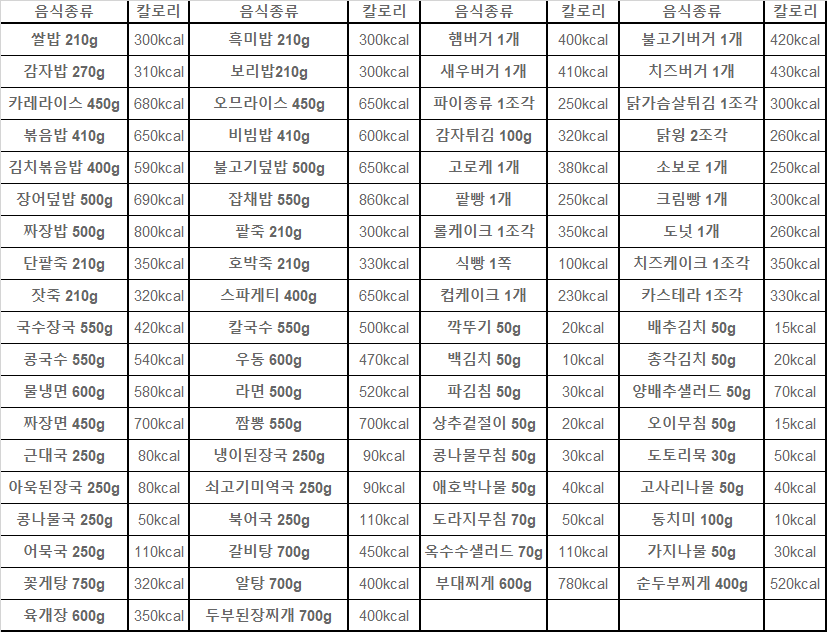 음식종류 칼로리 음식종류 칼로리 음식종류 칼로리 음식종류 칼로리
쌀밥 210g 300kcal 흑미밥 210g 300kcal 햄버거 1개 400kcal 불고기버거 1개 420kcal
감자밥 270g 310kcal 보리밥210g 300kcal 새우버거 1개 410kcal 치즈버거 1개 430kcal
카레라이스 450g 680kcal 오므라이스 450g 650kcal 파이종류 1조각 250kcal 닭가슴살튀김 1조각 300kcal
볶음밥 410g 650kcal 비빔밥 410g 600kcal 감자튀김 100g 320kcal 닭윙 2조각 260kcal
김치볶음밥 400g 590kcal 불고기덮밥 500g 650kcal 고로케 1개 380kcal 소보로 1개 250kcal
장어덮밥 500g 690kcal 잡채밥 550g 860kcal 팥빵 1개 250kcal 크림빵 1개 300kcal
짜장밥 500g 800kcal 팥죽 210g 300kcal 롤케이크 1조각 350kcal 도넛 1개 260kcal
단팥죽 210g 350kcal 호박죽 210g 330kcal 식빵 1쪽 100kcal 치즈케이크 1조각 350kcal
잣죽 210g 320kcal 스파게티 400g 650kcal 컵케이크 1개 230kcal 카스테라 1조각 330kcal
국수장국 550g 420kcal 칼국수 550g 500kcal 깍뚜기 50g 20kcal 배추김치 50g 15kcal
콩국수 550g 540kcal 우동 600g 470kcal 백김치 50g 10kcal 총각김치 50g 20kcal
물냉면 600g 580kcal 라면 500g 520kcal 파김침 50g 30kcal 양배추샐러드 50g 70kcal
짜장면 450g 700kcal 짬뽕 550g 700kcal 상추겉절이 50g 20kcal 오이무침 50g 15kcal
근대국 250g 80kcal 냉이된장국 250g 90kcal 콩나물무침 50g 30kcal 도토리묵 30g 50kcal
아욱된장국 250g 80kcal 쇠고기미역국 250g 90kcal 애호박나물 50g 40kcal 고사리나물 50g 40kcal
콩나물국 250g 50kcal 북어국 250g 110kcal 도라지무침 70g 50kcal 동치미 100g 10kcal
어묵국 250g 110kcal 갈비탕 700g 450kcal 옥수수샐러드 70g 110kcal 가지나물 50g 30kcal
꽃게탕 750g 320kcal 알탕 700g 400kcal 부대찌게 600g 780kcal 순두부찌게 400g 520kcal
육개장 600g 350kcal 두부된장찌개 700g 400kcal